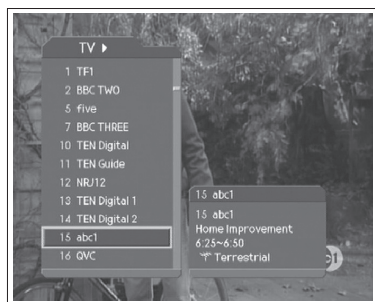 TV
1 TF1
2 BBC TWO
5 five
7 BBC THREE
10 TEN Digital
11 TEN Guide
12 NRJ12
13 TEN Digital 1
14 TEN Digital 2
15 abc1
16 QVC
15 abc1
15 abc1
Home Improvement
6:25~6:50
Terrestrial